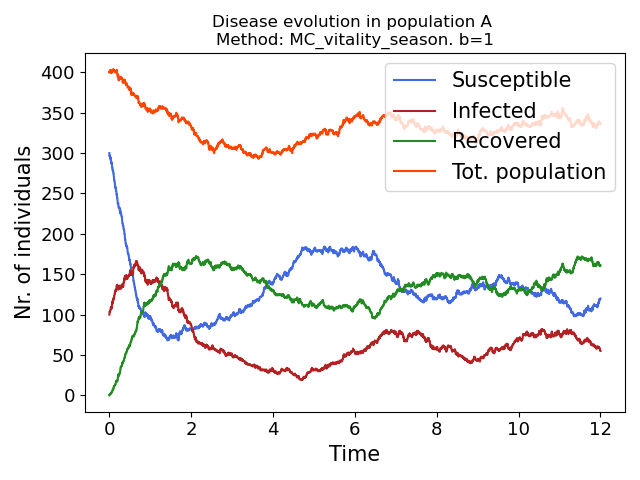 Disease evolution in population A
Method: MC_vitality_season. b=1
Susceptible
Infected
Recovered
Tot. population
Nr. of individuals
400
350
300
250
200
150
100
50
0
0 2 4 6 8 10 12
Time